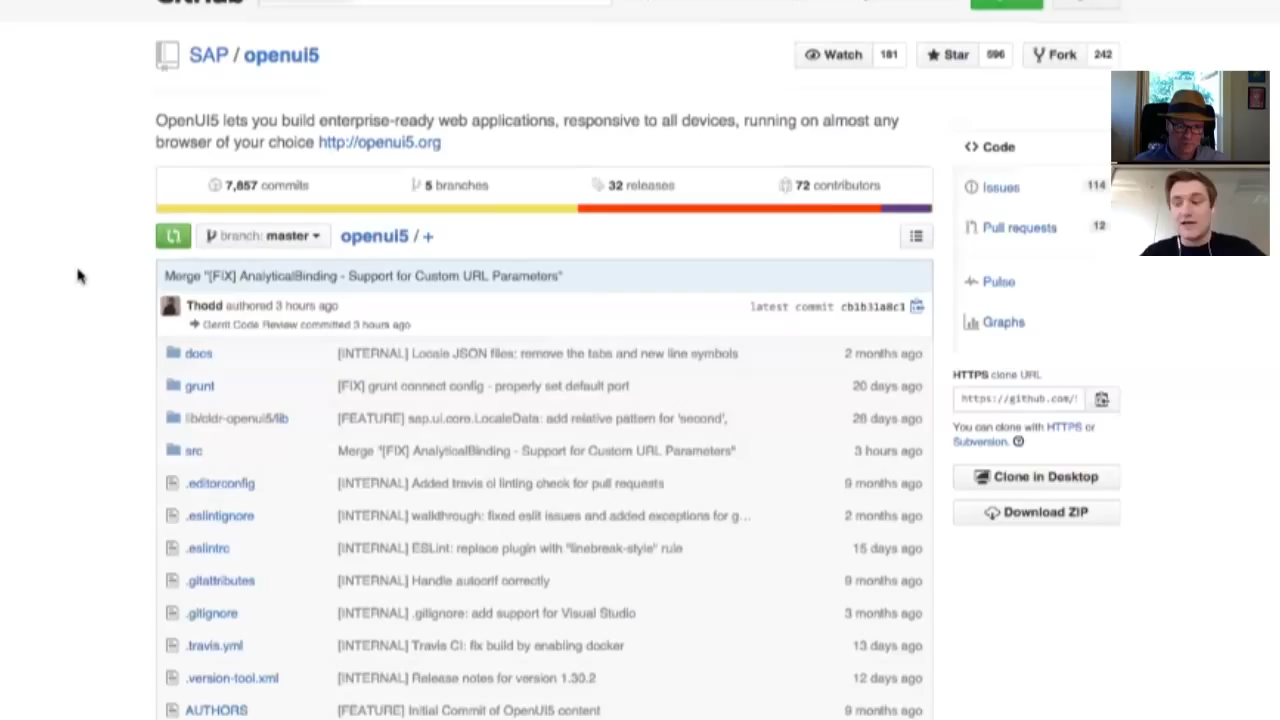 GitHub
SAP / openui5
Watch 181
Star 596
Fork 242
OpenUI5 lets you build enterprise-ready web applications, responsive to all devices, running on almost any
browser of your choice http://openui5.org
7,857 commits
5 branches
32 releases
72 contributors
branch: master
openui5 / +
Merge "[FIX] AnalyticalBinding - Support for Custom URL Parameters"
Thodd authored 3 hours ago
latest commit cb1b31a8c1
Gerrit Code Review committed 3 hours ago
docs [INTERNAL] Locale JSON files: remove the tabs and new line symbols 2 months ago
grunt [FIX] grunt connect config - properly set default port 20 days ago
lib/cldr-openui5/lib [FEATURE] sap.ui.core.LocaleData: add relative pattern for 'second', 28 days ago
src Merge "[FIX] AnalyticalBinding - Support for Custom URL Parameters" 3 hours ago
.editorconfig [INTERNAL] Added travis ci linting check for pull requests 9 months ago
.eslintignore [INTERNAL] walkthrough: fixed eslit issues and added exceptions for g... 2 months ago
.eslintrc [INTERNAL] ESLint: replace plugin with "linebreak-style" rule 15 days ago
.gitattributes [INTERNAL] Handle autocrlf correctly 9 months ago
.gitignore [INTERNAL] .gitignore: add support for Visual Studio 3 months ago
.travis.yml [INTERNAL] Travis CI: fix build by enabling docker 13 days ago
.version-tool.xml [INTERNAL] Release notes for version 1.30.2 12 days ago
AUTHORS [FEATURE] Initial Commit of OpenUI5 content 9 months ago
Code
Issues 114
Pull requests 12
Pulse
Graphs
HTTPS clone URL
https://github.com/
You can clone with HTTPS or
Subversion.
Clone in Desktop
Download ZIP